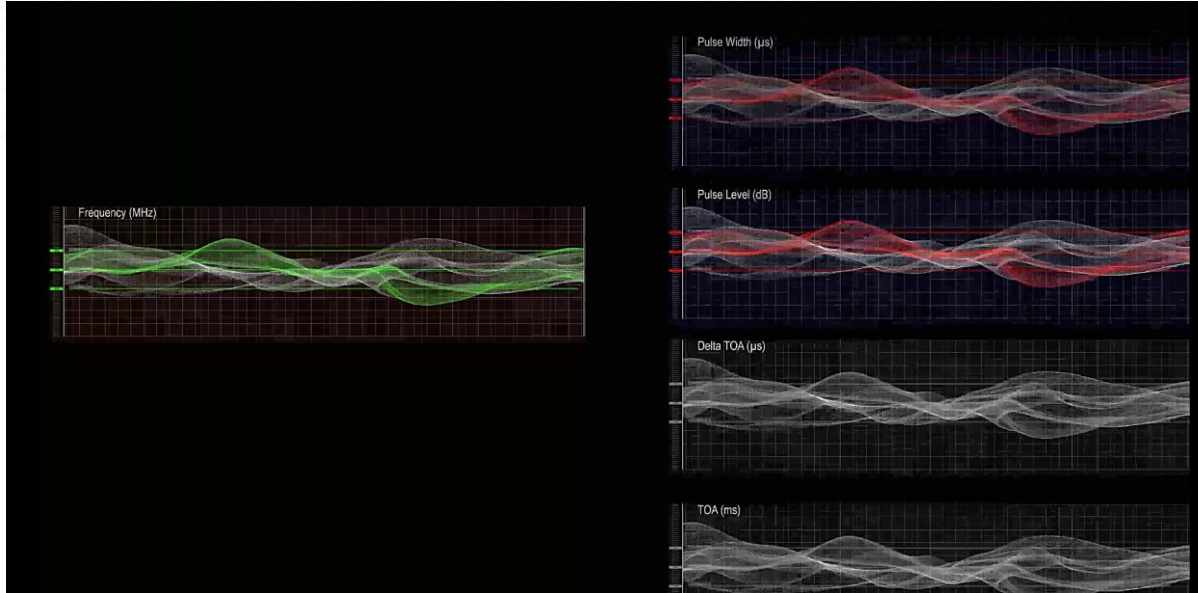 Pulse Width (µs)
Pulse Level (dB)
Frequency (MHz)
Delta TOA (µs)
TOA (ms)